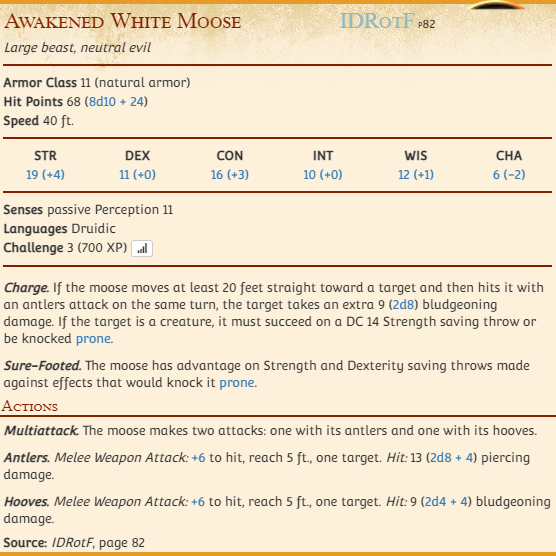 Awakened White Moose IDRotF p82
Large beast, neutral evil
Armor Class 11 (natural armor)
Hit Points 68 (8d10 + 24)
Speed 40 ft.
STR DEX CON INT WIS CHA
19 (+4) 11 (+0) 16 (+3) 10 (+0) 12 (+1) 6 (−2)
Senses passive Perception 11
Languages Druidic
Challenge 3 (700 XP)
Charge. If the moose moves at least 20 feet straight toward a target and then hits it with
an antlers attack on the same turn, the target takes an extra 9 (2d8) bludgeoning
damage. If the target is a creature, it must succeed on a DC 14 Strength saving throw or
be knocked prone.
Sure-Footed. The moose has advantage on Strength and Dexterity saving throws made
against effects that would knock it prone.
Actions
Multiattack. The moose makes two attacks: one with its antlers and one with its hooves.
Antlers. Melee Weapon Attack: +6 to hit, reach 5 ft., one target. Hit: 13 (2d8 + 4) piercing
damage.
Hooves. Melee Weapon Attack: +6 to hit, reach 5 ft., one target. Hit: 9 (2d4 + 4) bludgeoning
damage.
Source: IDRotF, page 82